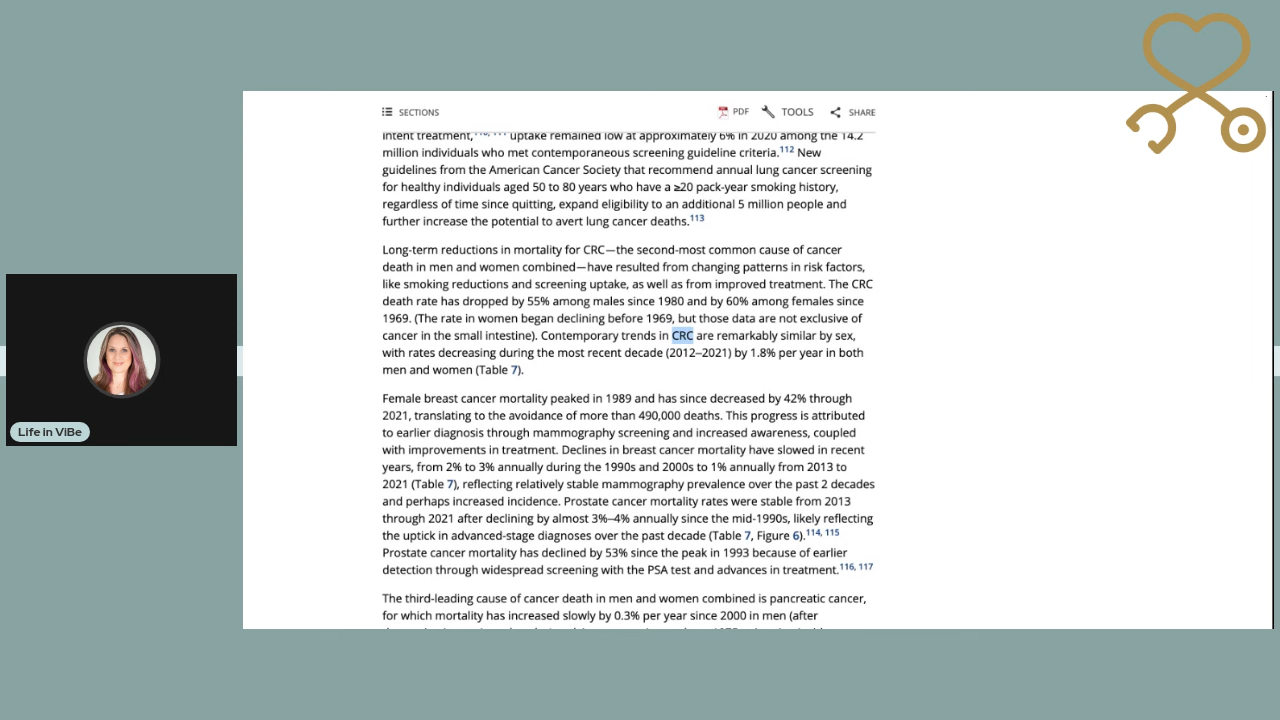 SECTIONS
PDF
TOOLS
SHARE
intent treatment,110, 111 uptake remained low at approximately 6% in 2020 among the 14.2
million individuals who met contemporaneous screening guideline criteria.112 New
guidelines from the American Cancer Society that recommend annual lung cancer screening
for healthy individuals aged 50 to 80 years who have a ≥20 pack-year smoking history,
regardless of time since quitting, expand eligibility to an additional 5 million people and
further increase the potential to avert lung cancer deaths.113
Long-term reductions in mortality for CRC—the second-most common cause of cancer
death in men and women combined—have resulted from changing patterns in risk factors,
like smoking reductions and screening uptake, as well as from improved treatment. The CRC
death rate has dropped by 55% among males since 1980 and by 60% among females since
1969. (The rate in women began declining before 1969, but those data are not exclusive of
cancer in the small intestine). Contemporary trends in CRC are remarkably similar by sex,
with rates decreasing during the most recent decade (2012–2021) by 1.8% per year in both
men and women (Table 7).
Female breast cancer mortality peaked in 1989 and has since decreased by 42% through
2021, translating to the avoidance of more than 490,000 deaths. This progress is attributed
to earlier diagnosis through mammography screening and increased awareness, coupled
with improvements in treatment. Declines in breast cancer mortality have slowed in recent
years, from 2% to 3% annually during the 1990s and 2000s to 1% annually from 2013 to
2021 (Table 7), reflecting relatively stable mammography prevalence over the past 2 decades
and perhaps increased incidence. Prostate cancer mortality rates were stable from 2013
through 2021 after declining by almost 3%–4% annually since the mid-1990s, likely reflecting
the uptick in advanced-stage diagnoses over the past decade (Table 7, Figure 6).114, 115
Prostate cancer mortality has declined by 53% since the peak in 1993 because of earlier
detection through widespread screening with the PSA test and advances in treatment.116, 117
The third-leading cause of cancer death in men and women combined is pancreatic cancer,
for which mortality has increased slowly by 0.3% per year since 2000 in men (after
Life in ViBe